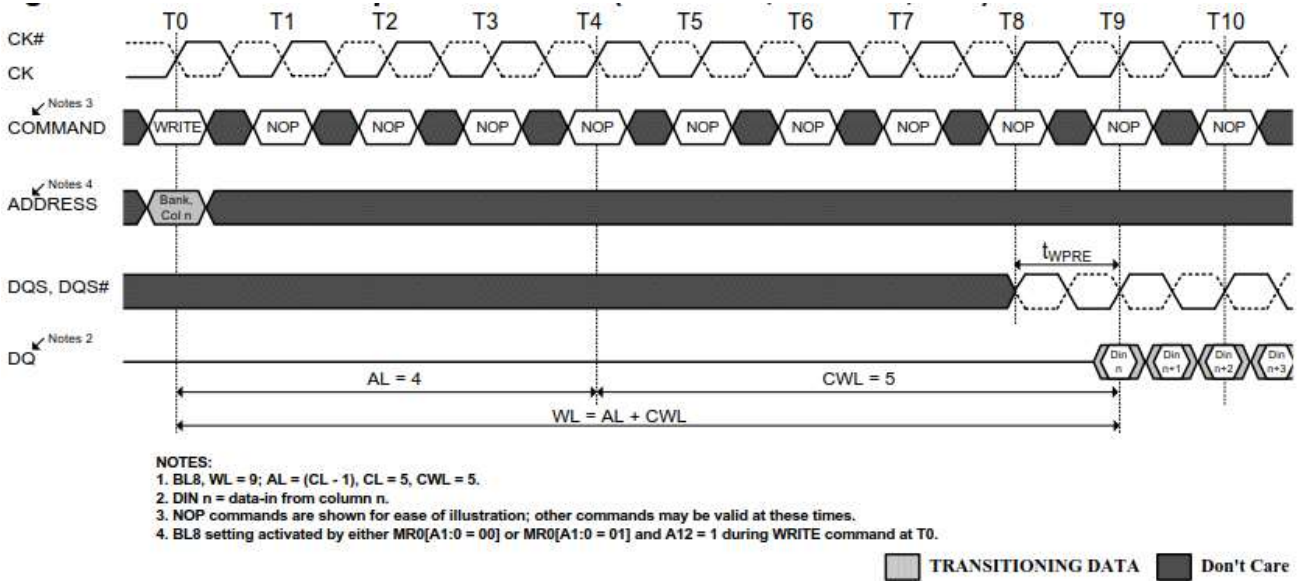 T0 T1 T2 T3 T4 T5 T6 T7 T8 T9 T10
CK#
CK
Notes 3
COMMAND WRITE NOP NOP NOP NOP NOP NOP NOP NOP NOP NOP
Notes 4
ADDRESS Bank,
Col n
tWPRE
DQS, DQS#
Notes 2
DQ
Din Din Din Din
n n+1 n+2 n+3
AL = 4 CWL = 5
WL = AL + CWL
NOTES:
1. BL8, WL = 9; AL = (CL - 1), CL = 5, CWL = 5.
2. DIN n = data-in from column n.
3. NOP commands are shown for ease of illustration; other commands may be valid at these times.
4. BL8 setting activated by either MR0[A1:0 = 00] or MR0[A1:0 = 01] and A12 = 1 during WRITE command at T0.
TRANSITIONING DATA Don't Care